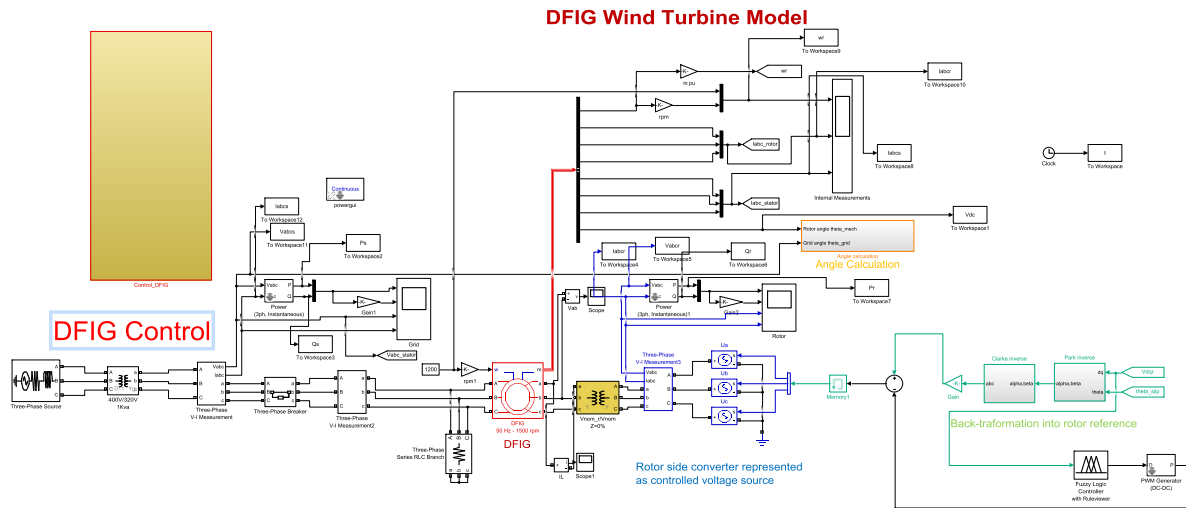 DFIG Wind Turbine Model
wr
To Workspace9
-K-
in pu
wr
Iabcr
To Workspace10
-K-
rpm
Iabc_rotor
Iabcs
To Workspace8
Clock
t
To Workspace
Continuous
powergui
Internal Measurements
Iabc_stator
Iabcs
To Workspace12
Vabcs
To Workspace11
Ps
To Workspace2
Vdc
To Workspace1
Rotor angle theta_mech
Grid angle theta_grid
Angle calculation
Angle Calculation
Iabcr
To Workspace4
Vabcr
To Workspace5
Qr
To Workspace6
Control_DFIG
Vabc
Iabc
P
Q
Power
(3ph, Instantaneous)
-K-
Gain1
Grid
Vab
Scope
Vabc
Iabc
P
Q
Power
(3ph, Instantaneous)1
-K-
Gain2
Rotor
Pr
To Workspace7
DFIG Control
Qs
To Workspace3
Vabc_stator
Three-Phase Source
A
B
C
A
B
C
a
b
c
400V/320V
1Kva
A
B
C
Vabc
Iabc
a
b
c
Three-Phase
V-I Measurement
A
B
C
a
b
c
Three-Phase Breaker
A
B
C
a
b
c
Three-Phase
V-I Measurement2
1200
-K-
rpm1
w
m
A
B
C
a
b
c
DFIG
50 Hz - 1500 rpm
DFIG
A
B
C
a
b
c
Vnom_r/Vnom
Z=0%
Three-Phase
V-I Measurement3
Vabc
Iabc
A
B
C
a
b
c
Ua
Ub
Uc
Memory1
-K-
Gain
Clarke inverse
abc
alpha,beta
Park inverse
alpha,beta
dq
theta
Vdqr
theta_slip
Back-traformation into rotor reference
A
B
C
a
b
c
Three-Phase
Series RLC Branch
IL
Scope1
Rotor side converter represented
as controlled voltage source
Fuzzy Logic
Controller
with Ruleviewer
D
P
PWM Generator
(DC-DC)